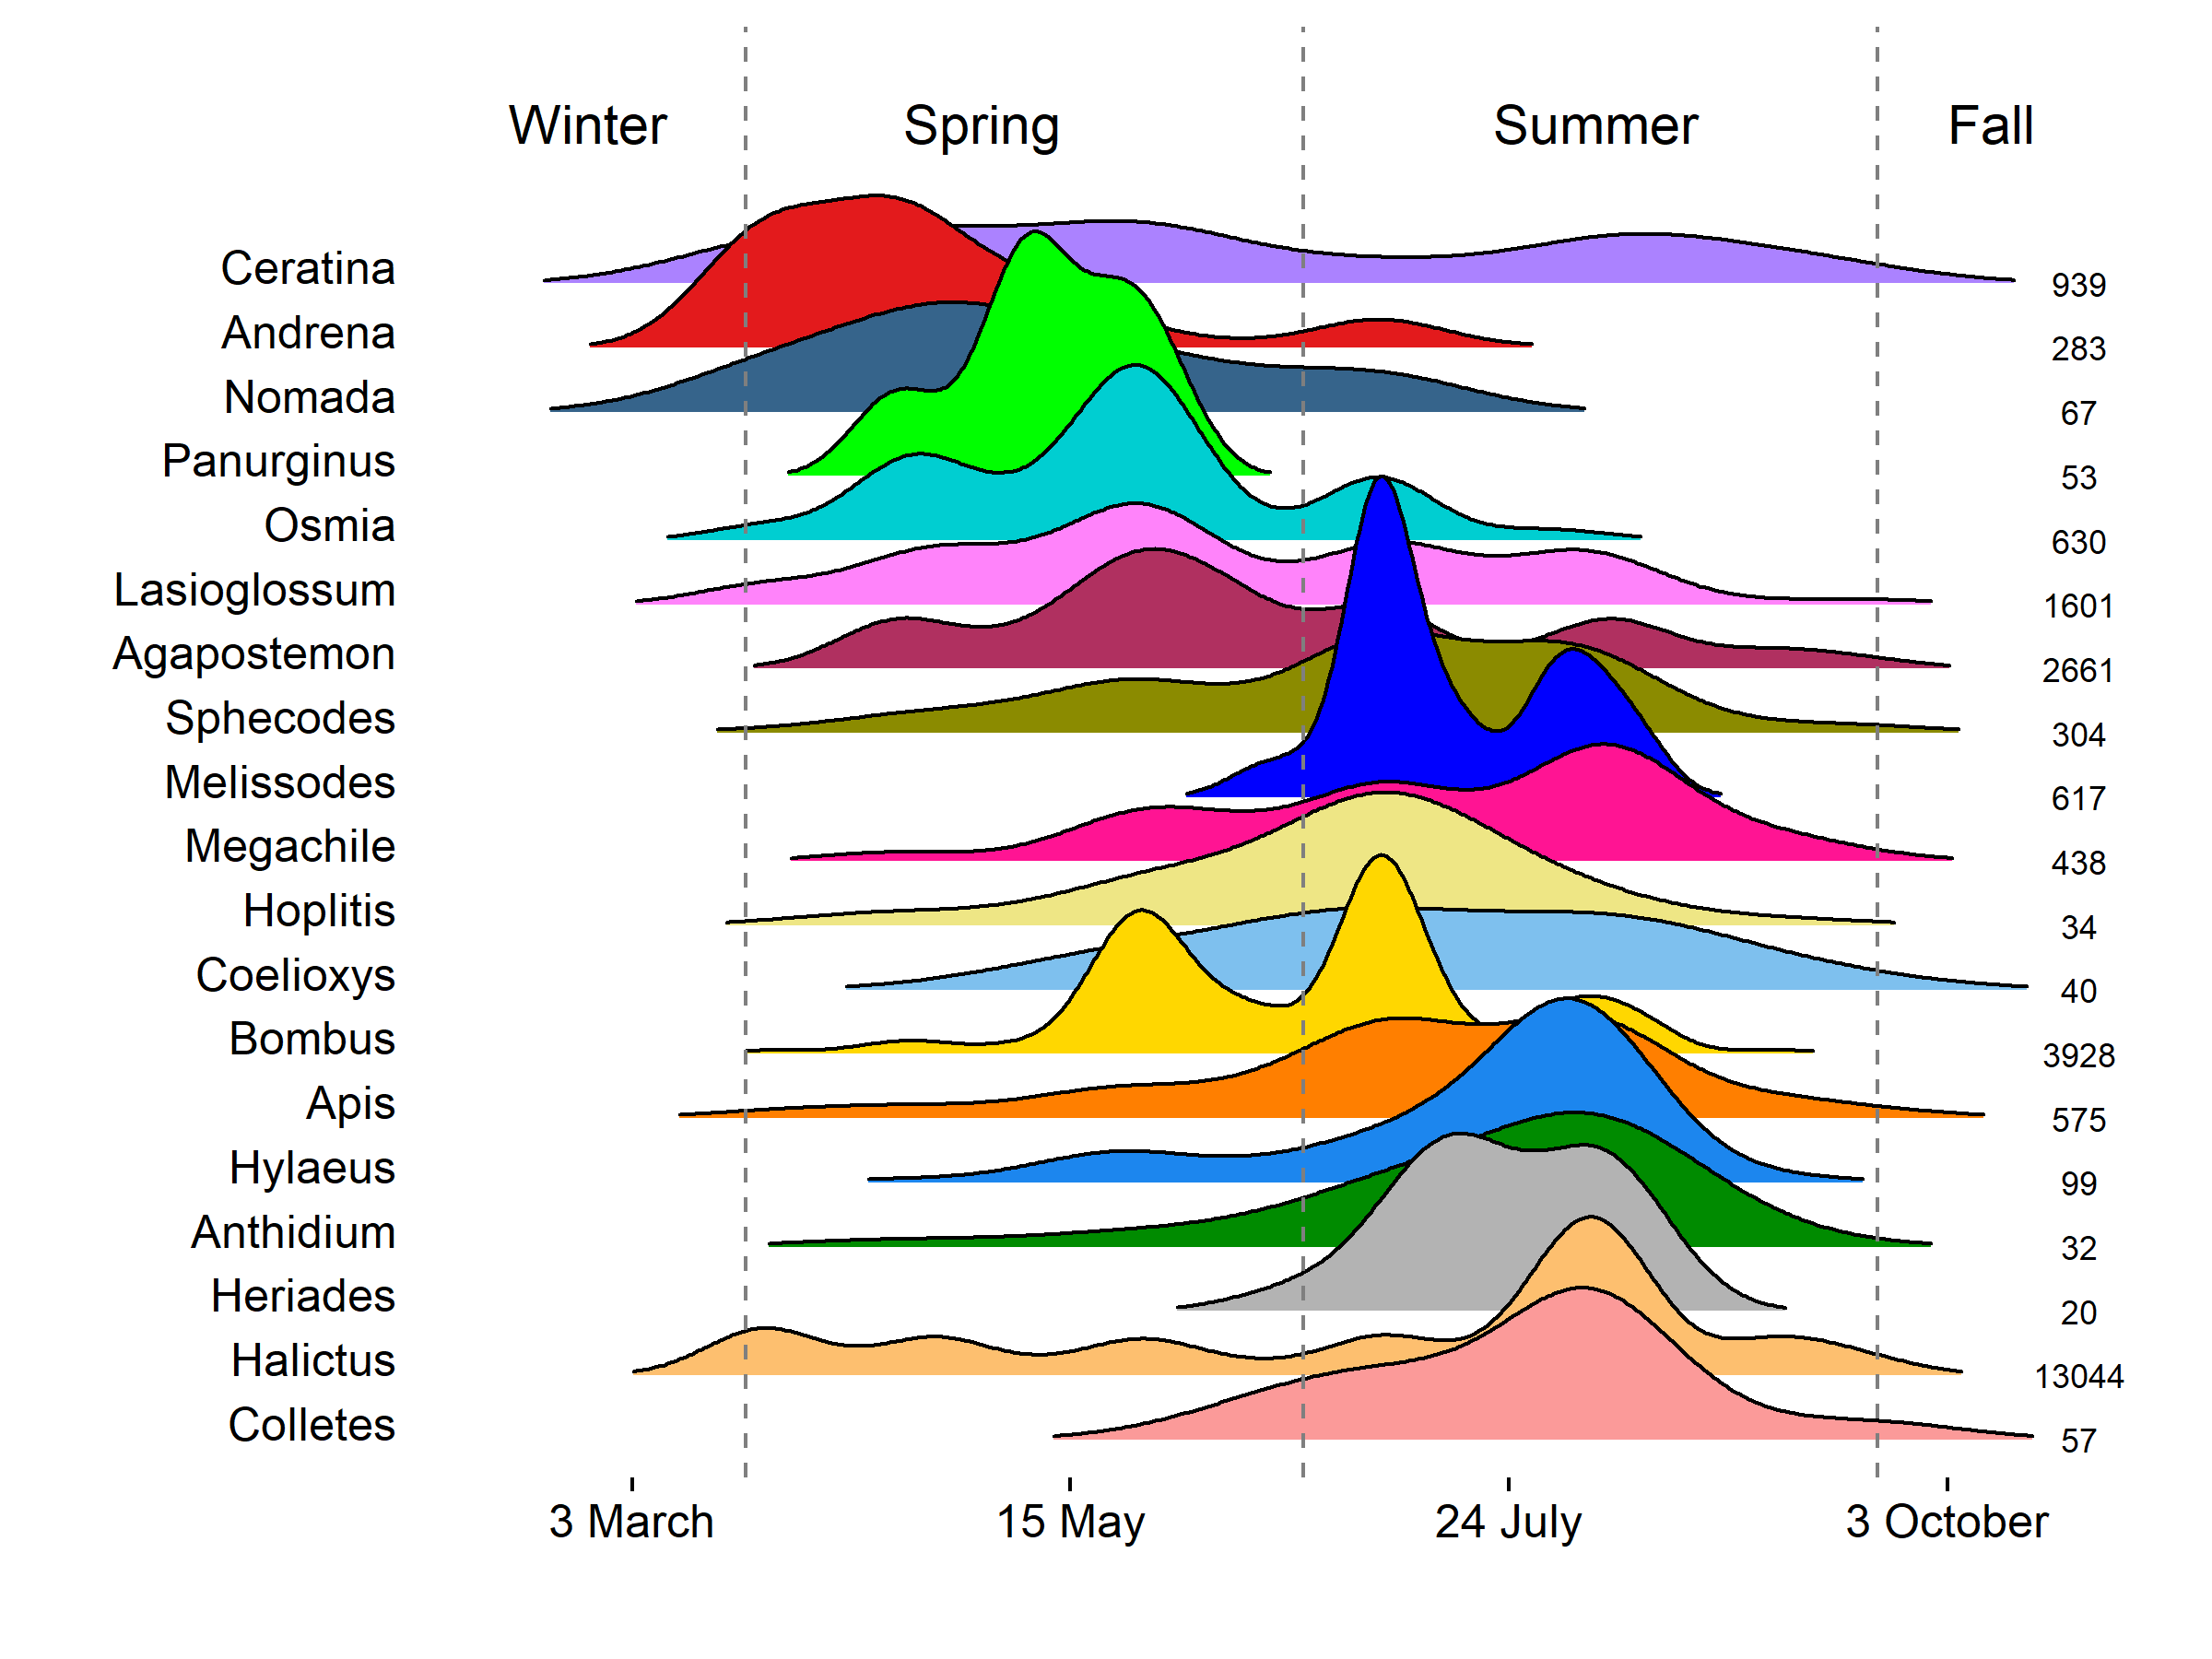 Winter Spring Summer Fall
Ceratina 939
Andrena 283
Nomada 67
Panurginus 53
Osmia 630
Lasioglossum 1601
Agapostemon 2661
Sphecodes 304
Melissodes 617
Megachile 438
Hoplitis 34
Coelioxys 40
Bombus 3928
Apis 575
Hylaeus 99
Anthidium 32
Heriades 20
Halictus 13044
Colletes 57
3 March 15 May 24 July 3 October